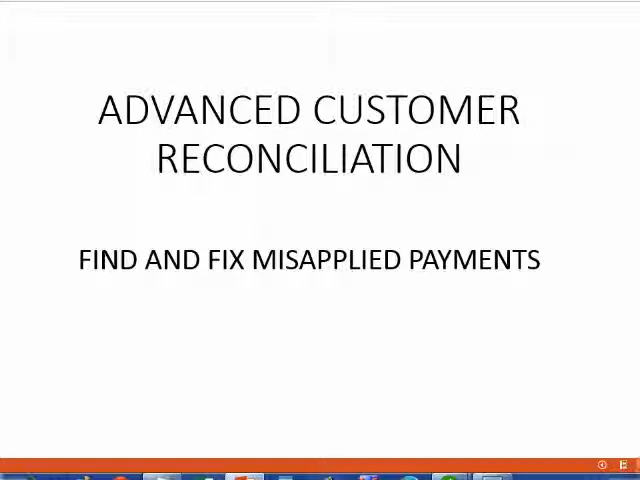 ADVANCED CUSTOMER
RECONCILIATION
FIND AND FIX MISAPPLIED PAYMENTS